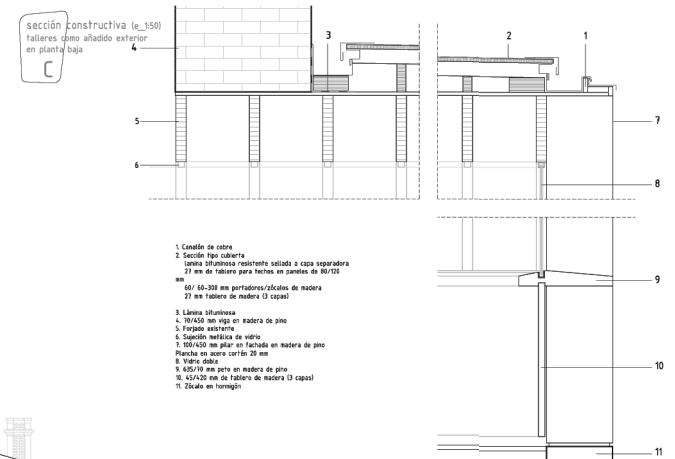 sección constructiva (e_1:50)
talleres como añadido exterior
en planta baja
C
4
3
2
1
5
6
7
8
9
10
11
1. Canalón de cobre
2. Sección tipo cubierta
lamina bituminosa resistente sellada a capa separadora
27 mm de tablero para techos en paneles de 80/120
mm
60/ 60-300 mm portadores/zócalos de madera
27 mm tablero de madera (3 capas)
3. Lámina bituminosa
4. 70/450 mm viga en madera de pino
5. Forjado existente
6. Sujeción metálica de vidrio
7. 100/450 mm pilar en fachada en madera de pino
Plancha en acero cortén 20 mm
8. Vidrio doble
9. 635/70 mm peto en madera de pino
10. 45/420 mm de tablero de madera (3 capas)
11. Zócalo en hormigón